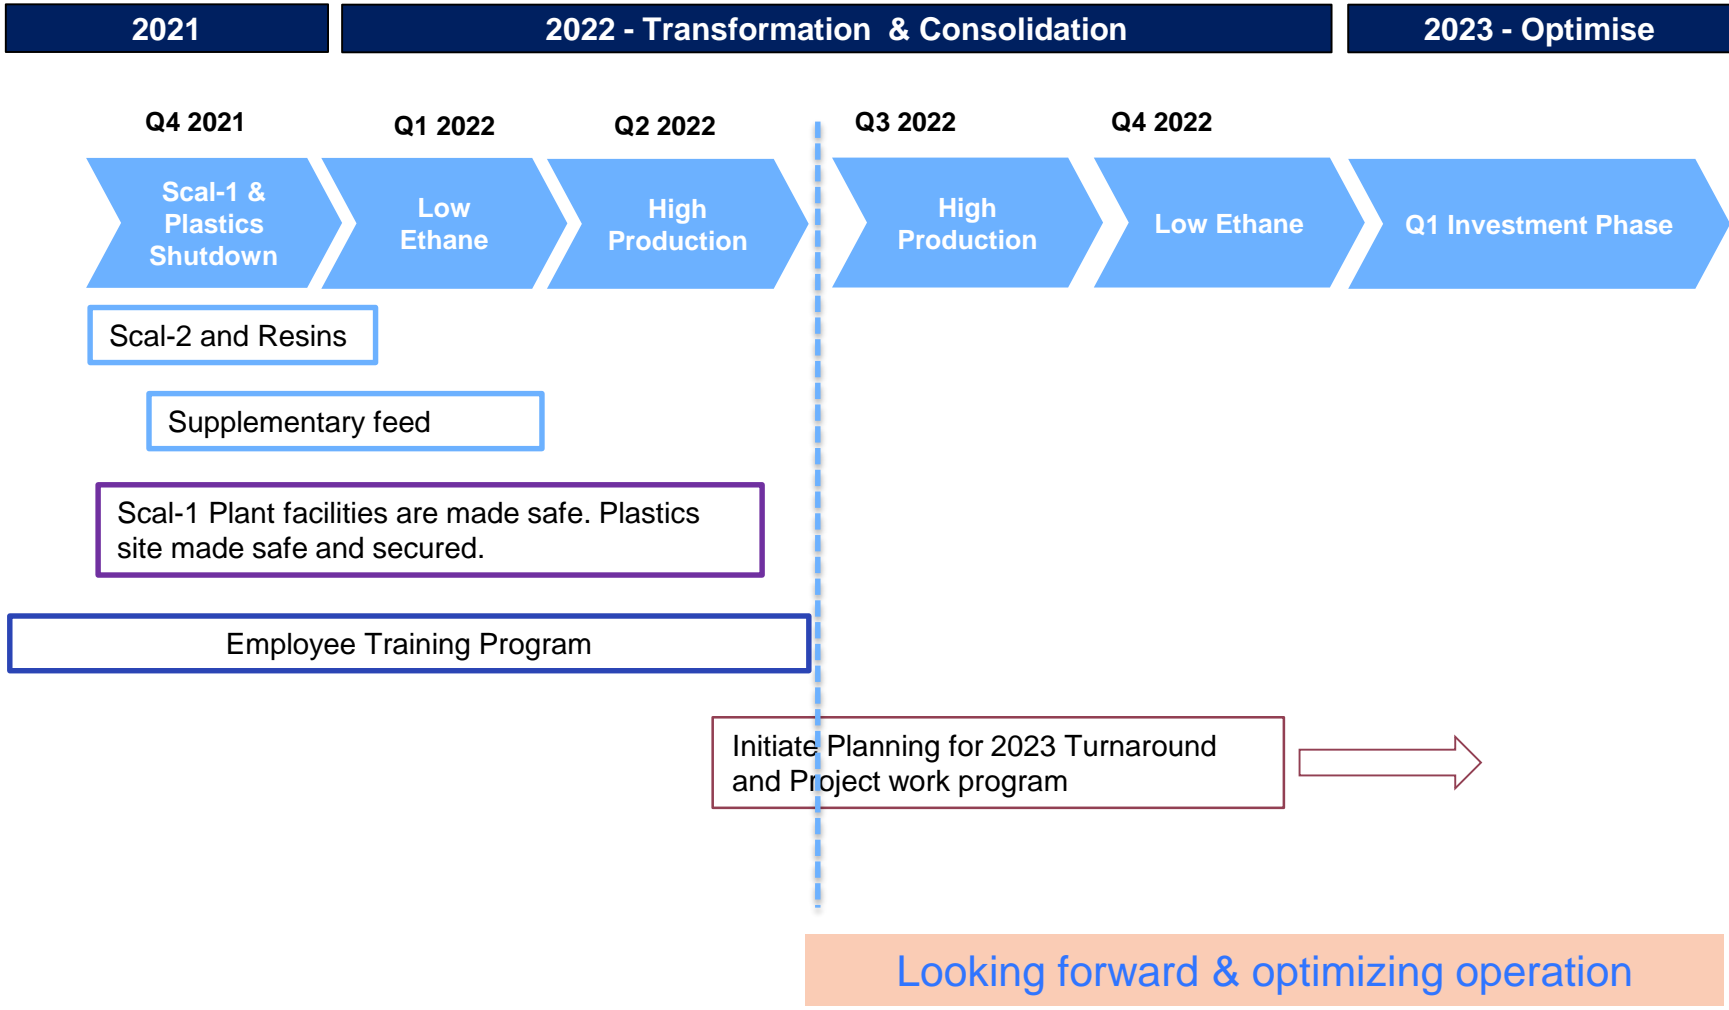 2021
2022 - Transformation & Consolidation
2023 - Optimise
Q4 2021
Q1 2022
Q2 2022
Q3 2022
Q4 2022
Scal-1 &
Plastics
Shutdown
Low
Ethane
High
Production
High
Production
Low Ethane
Q1 Investment Phase
Scal-2 and Resins
Supplementary feed
Scal-1 Plant facilities are made safe. Plastics
site made safe and secured.
Employee Training Program
Initiate Planning for 2023 Turnaround
and Project work program
Looking forward & optimizing operation